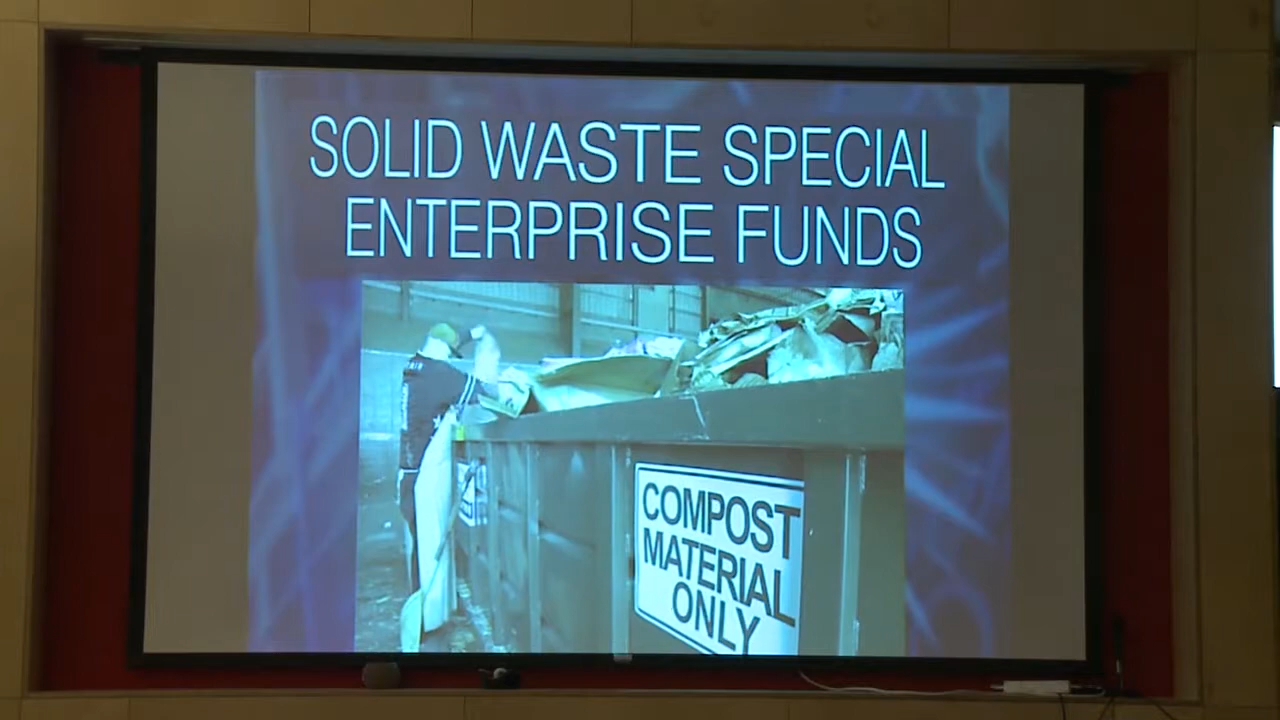 SOLID WASTE SPECIAL
ENTERPRISE FUNDS
COMPOST
MATERIAL
ONLY